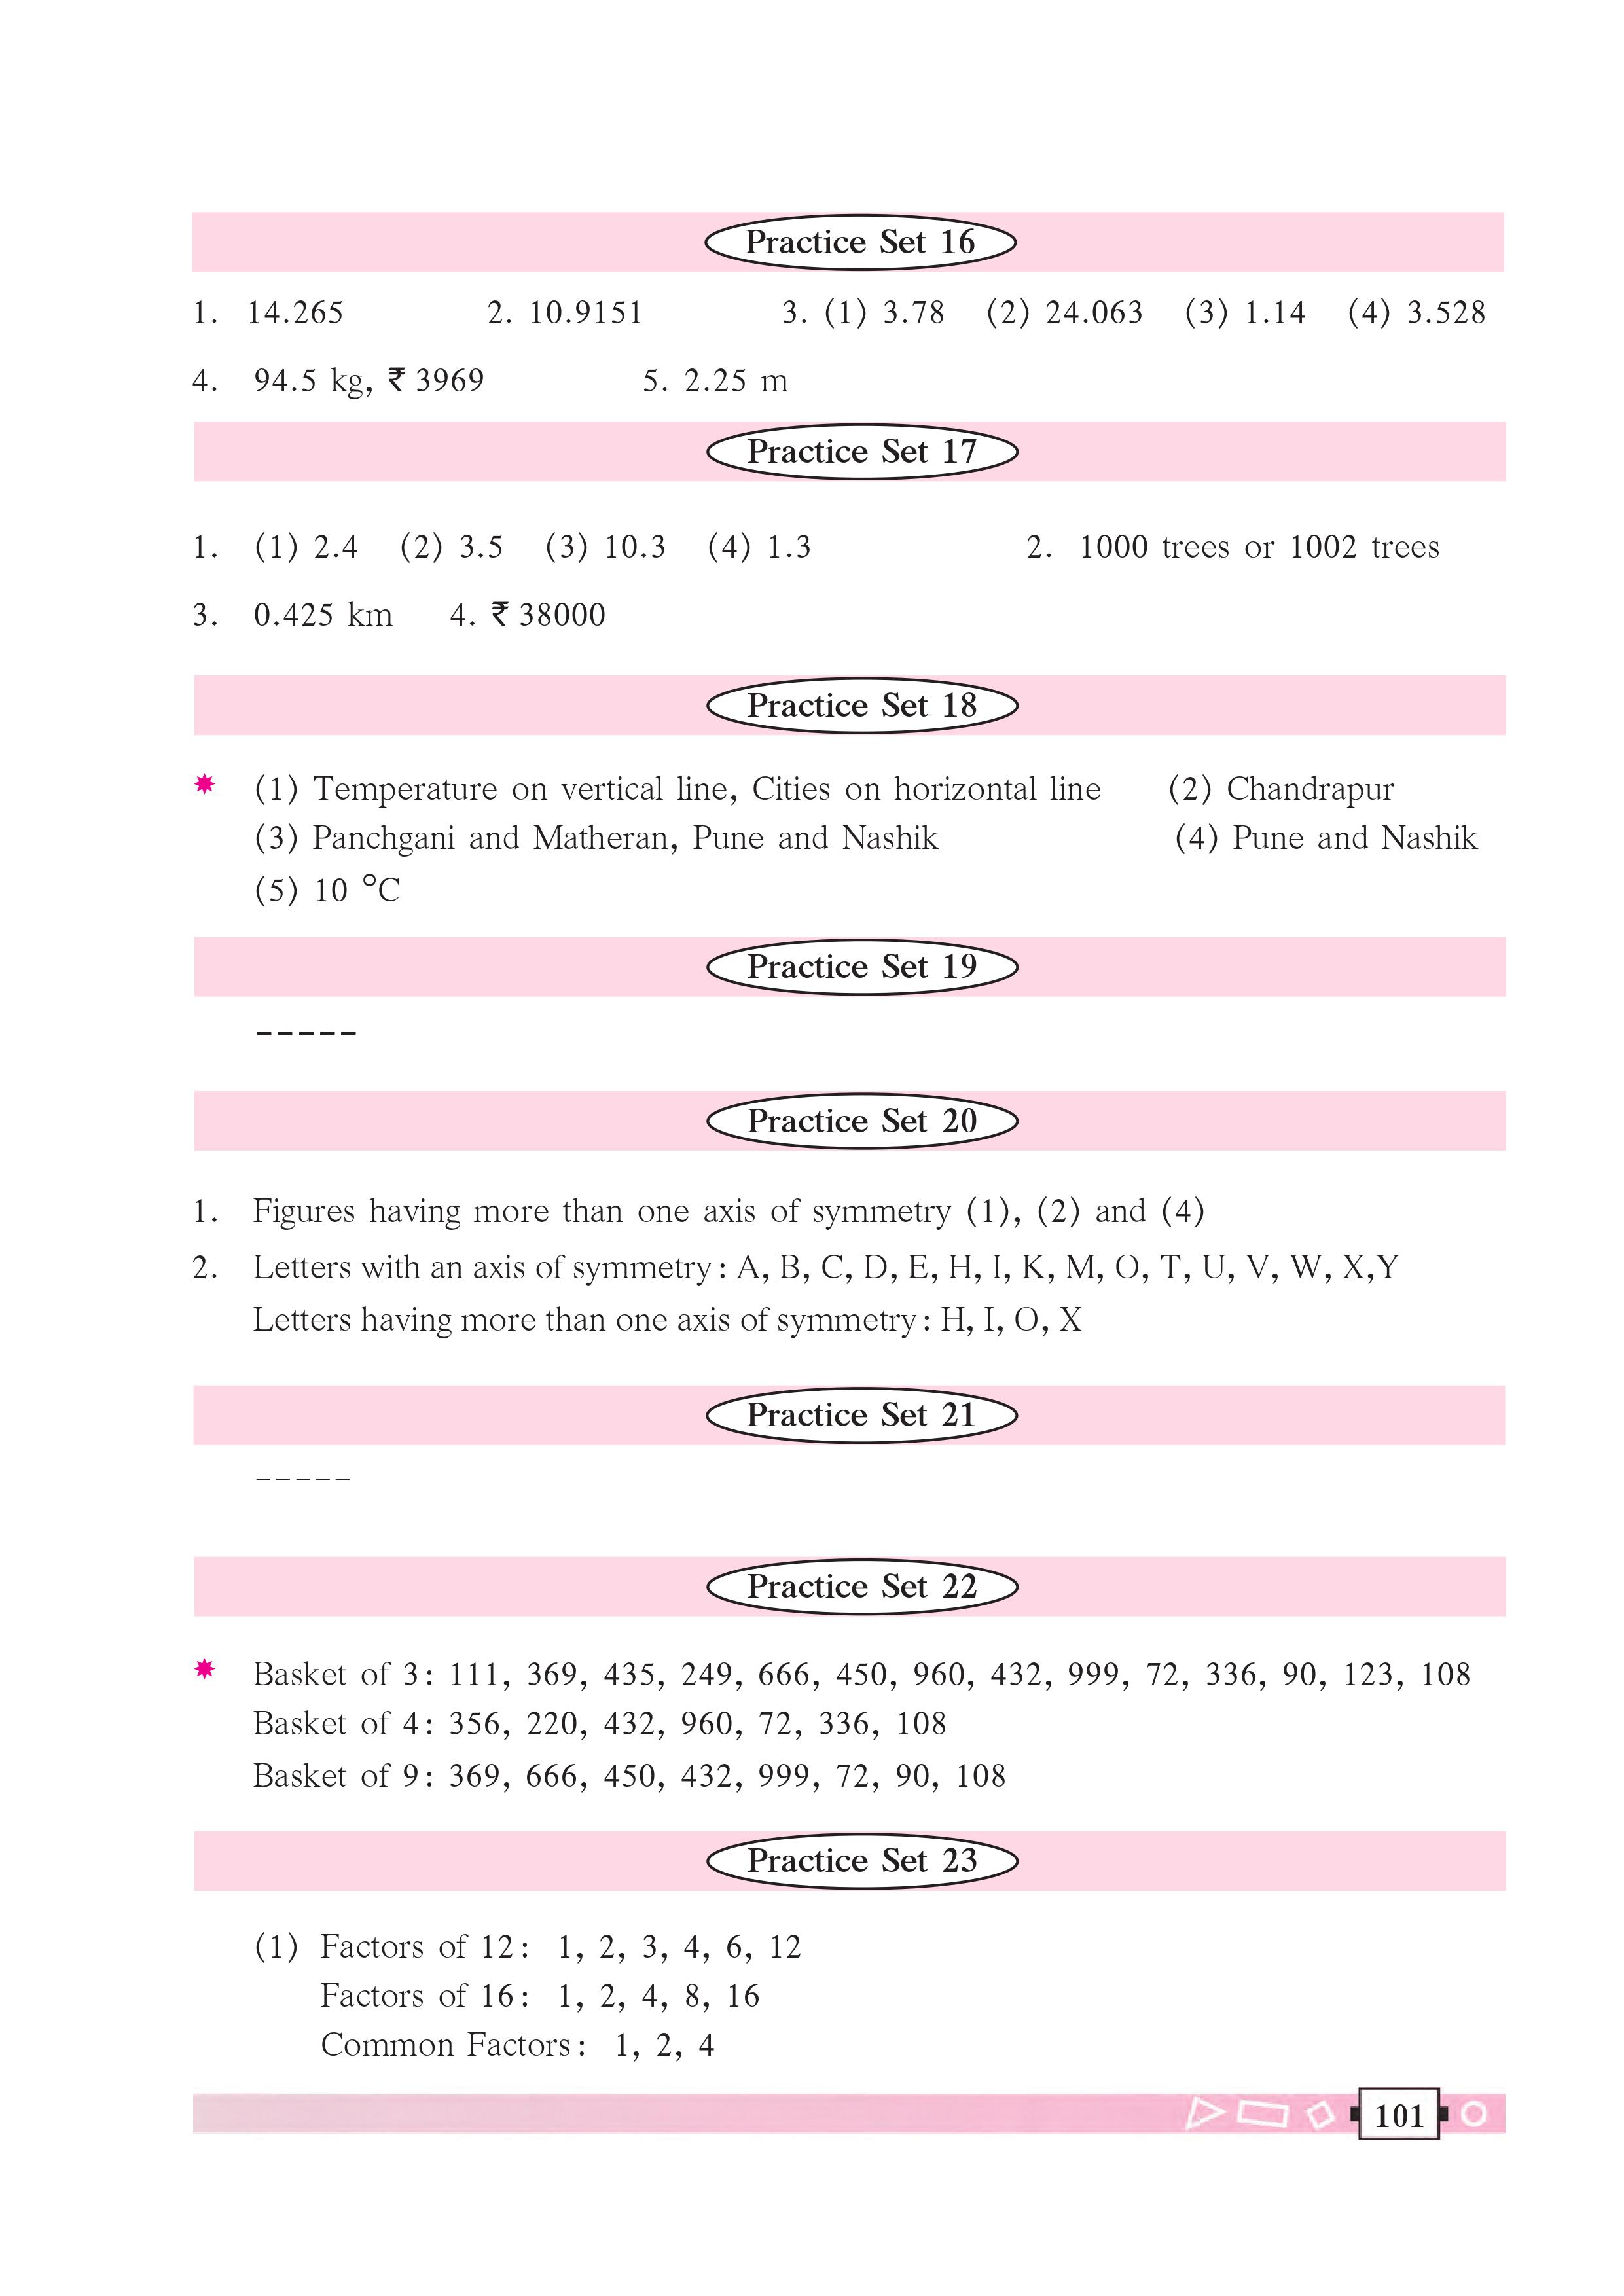 Practice Set 16
1. 14.265 2. 10.9151 3. (1) 3.78 (2) 24.063 (3) 1.14 (4) 3.528
4. 94.5 kg, ₹ 3969 5. 2.25 m
Practice Set 17
1. (1) 2.4 (2) 3.5 (3) 10.3 (4) 1.3 2. 1000 trees or 1002 trees
3. 0.425 km 4. ₹ 38000
Practice Set 18
(1) Temperature on vertical line, Cities on horizontal line (2) Chandrapur
(3) Panchgani and Matheran, Pune and Nashik (4) Pune and Nashik
(5) 10 °C
Practice Set 19
-----
Practice Set 20
1. Figures having more than one axis of symmetry (1), (2) and (4)
2. Letters with an axis of symmetry : A, B, C, D, E, H, I, K, M, O, T, U, V, W, X,Y
Letters having more than one axis of symmetry : H, I, O, X
Practice Set 21
-----
Practice Set 22
Basket of 3 : 111, 369, 435, 249, 666, 450, 960, 432, 999, 72, 336, 90, 123, 108
Basket of 4 : 356, 220, 432, 960, 72, 336, 108
Basket of 9 : 369, 666, 450, 432, 999, 72, 90, 108
Practice Set 23
(1) Factors of 12 : 1, 2, 3, 4, 6, 12
Factors of 16 : 1, 2, 4, 8, 16
Common Factors : 1, 2, 4
101